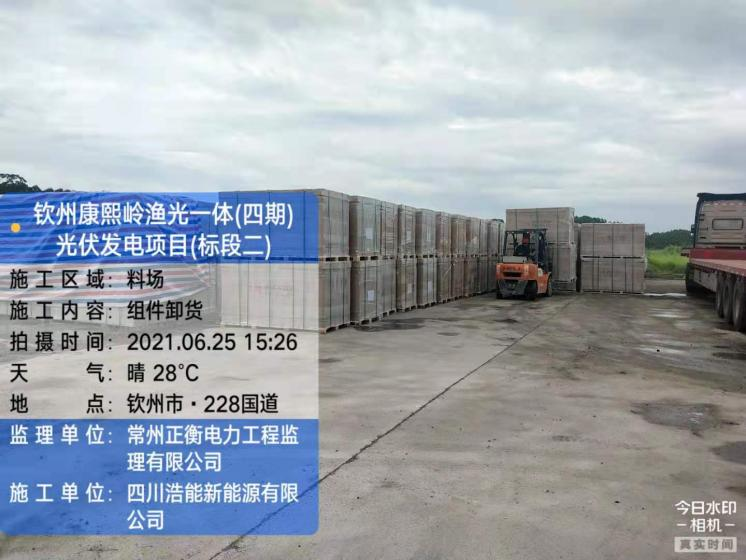 钦州康熙岭渔光一体(四期)
光伏发电项目(标段二)
施工区域：料场
施工内容：组件卸货
拍摄时间：2021.06.25 15:26
天气：晴 28℃
地点：钦州市·228国道
监理单位：常州正衡电力工程监
理有限公司
施工单位：四川浩能新能源有限
公司
今日水印
相机
真实时间